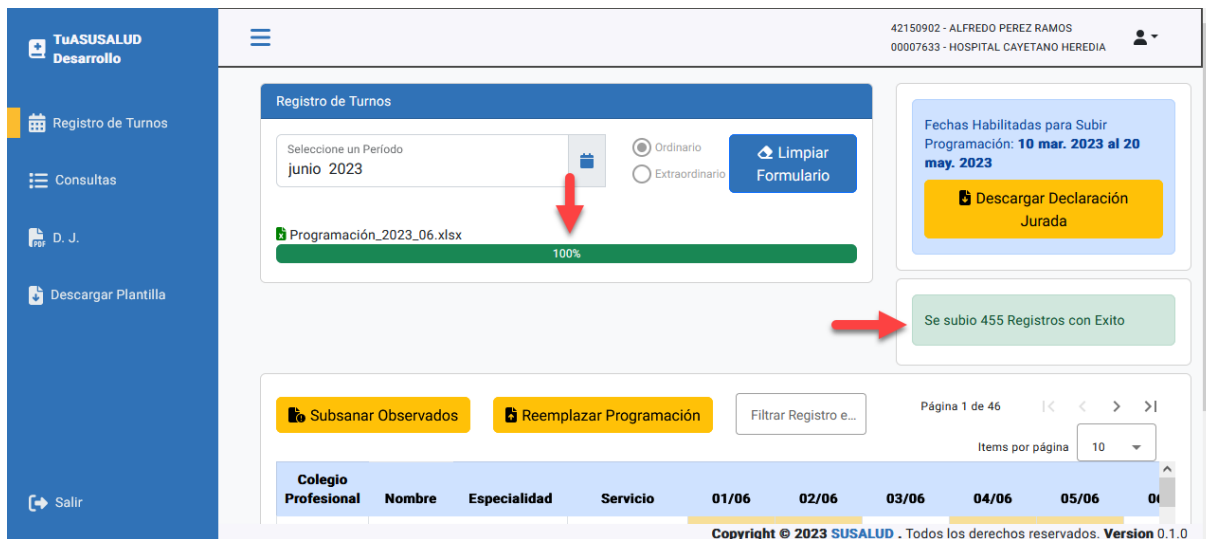 TuASUSALUD
Desarrollo
42150902 - ALFREDO PEREZ RAMOS
00007633 - HOSPITAL CAYETANO HEREDIA
Registro de Turnos
Consultas
D. J.
Descargar Plantilla
Salir
Registro de Turnos
Seleccione un Período
junio 2023
Ordinario
Extraordinario
Limpiar
Formulario
Programación_2023_06.xlsx
100%
Fechas Habilitadas para Subir
Programación: 10 mar. 2023 al 20
may. 2023
Descargar Declaración
Jurada
Se subio 455 Registros con Exito
Subsanar Observados
Reemplazar Programación
Filtrar Registro e...
Página 1 de 46
Items por página 10
Colegio
Profesional Nombre Especialidad Servicio 01/06 02/06 03/06 04/06 05/06
Copyright © 2023 SUSALUD . Todos los derechos reservados. Version 0.1.0